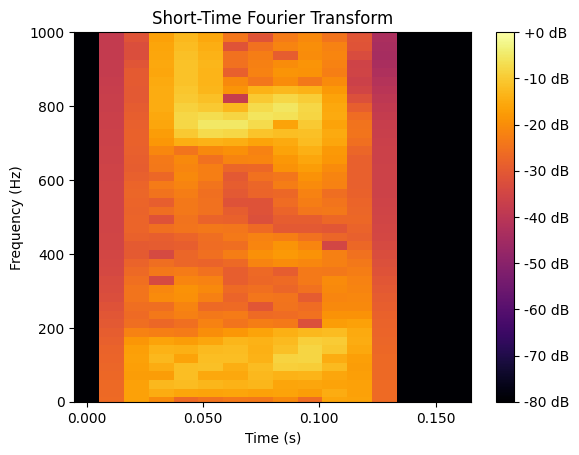 Short-Time Fourier Transform
1000
800
600
400
200
0
Frequency (Hz)
0.000
0.050
0.100
0.150
Time (s)
+0 dB
-10 dB
-20 dB
-30 dB
-40 dB
-50 dB
-60 dB
-70 dB
-80 dB